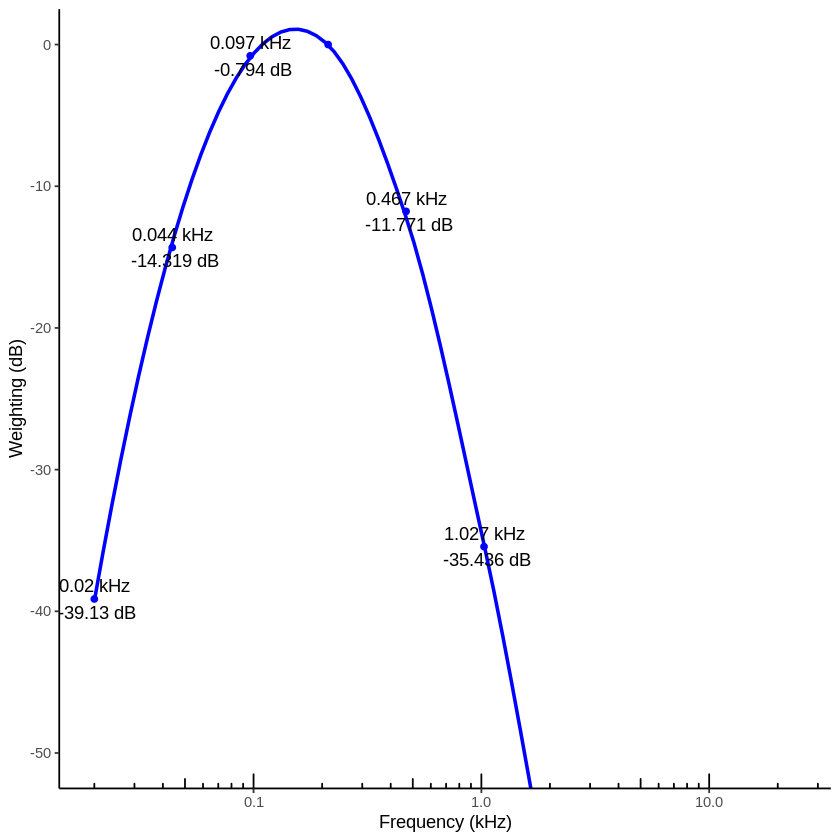 0
0.097 kHz
-0.794 dB
-10
0.467 kHz
-11.771 dB
0.044 kHz
-14.319 dB
-20
Weighting (dB)
-30
1.027 kHz
-35.436 dB
0.02 kHz
-40
-39.13 dB
-50
0.1
1.0
10.0
Frequency (kHz)